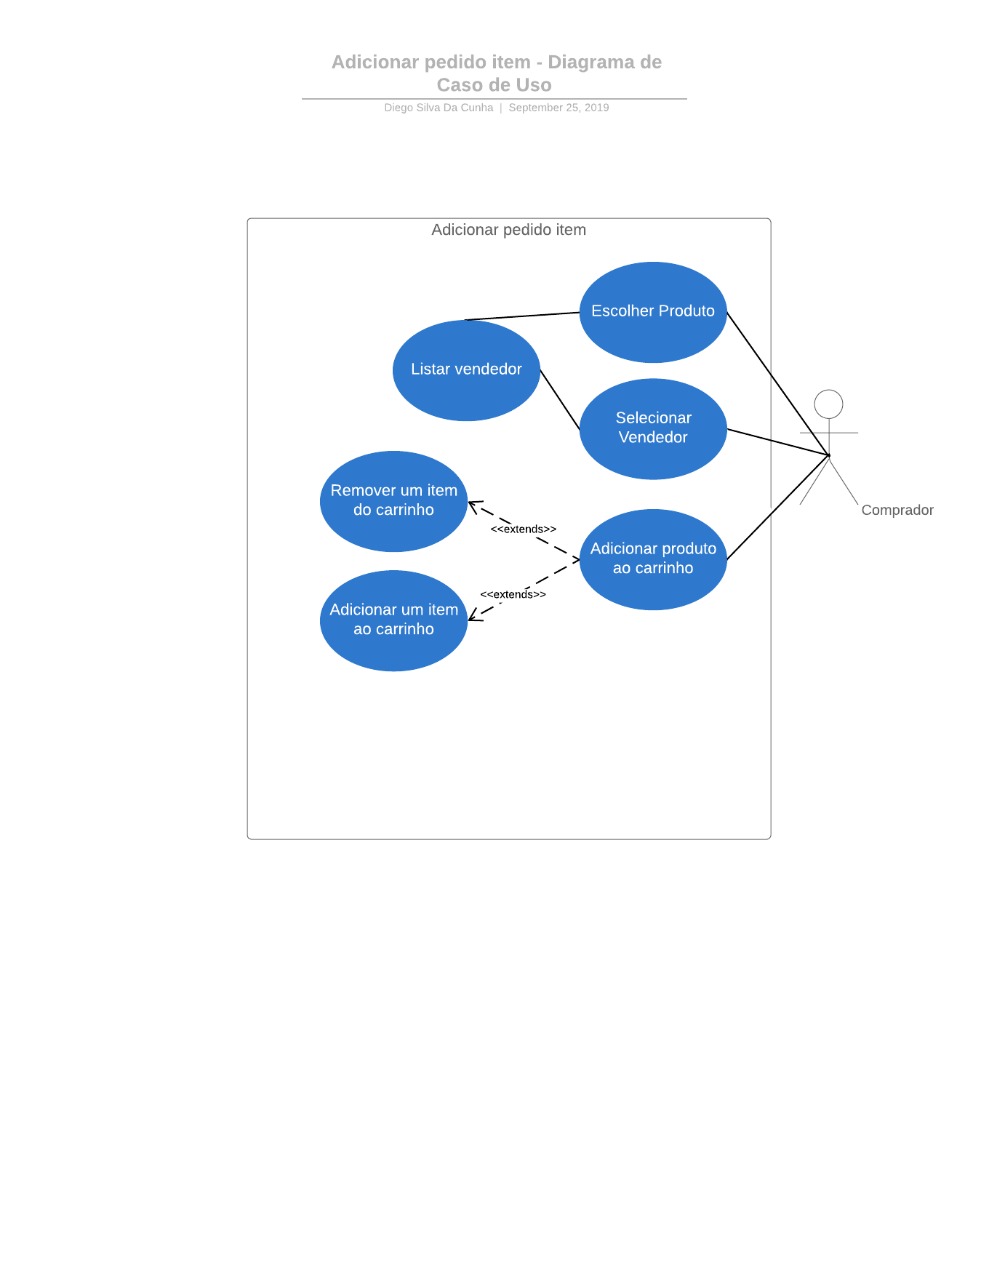 Adicionar pedido item - Diagrama de
Caso de Uso
Diego Silva Da Cunha | September 25, 2019
Adicionar pedido item
Escolher Produto
Listar vendedor
Selecionar
Vendedor
Remover um item
do carrinho
<<extends>>
Comprador
Adicionar produto
ao carrinho
<<extends>>
Adicionar um item
ao carrinho